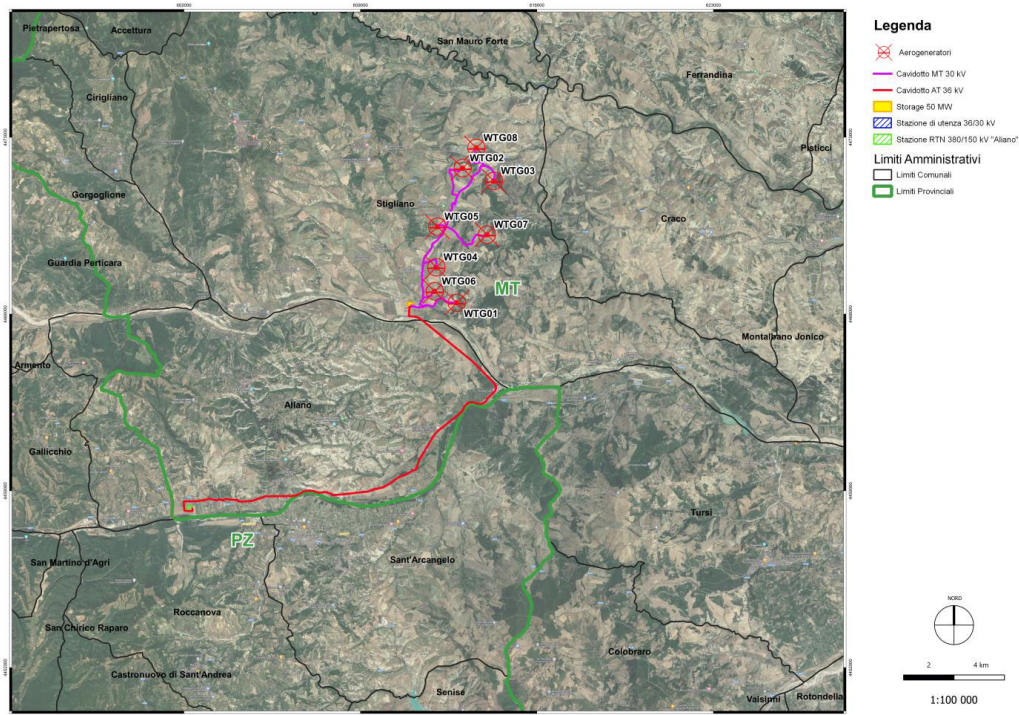 Pietrapertosa
Accettura
San Mauro Forte
Ferrandina
Cirigliano
Pisticci
WTG08
WTG02
WTG03
Gorgoglione
Stigliano
WTG05
WTG07
Craco
Guardia Perticara
WTG04
WTG06
MT
WTG01
Montalbano Jonico
Armento
Aliano
Gallicchio
PZ
Tursi
Sant'Arcangelo
San Martino d'Agri
Roccanova
San Chirico Raparo
Colobraro
Castronuovo di Sant'Andrea
Senise
Valsinni
Rotondella
Legenda
Aerogeneratori
Cavidotto MT 30 kV
Cavidotto AT 36 kV
Storage 50 MW
Stazione di utenza 36/30 kV
Stazione RTN 380/150 kV "Aliano"
Limiti Amministrativi
Limiti Comunali
Limiti Provinciali
NORD
2 4 km
1:100 000